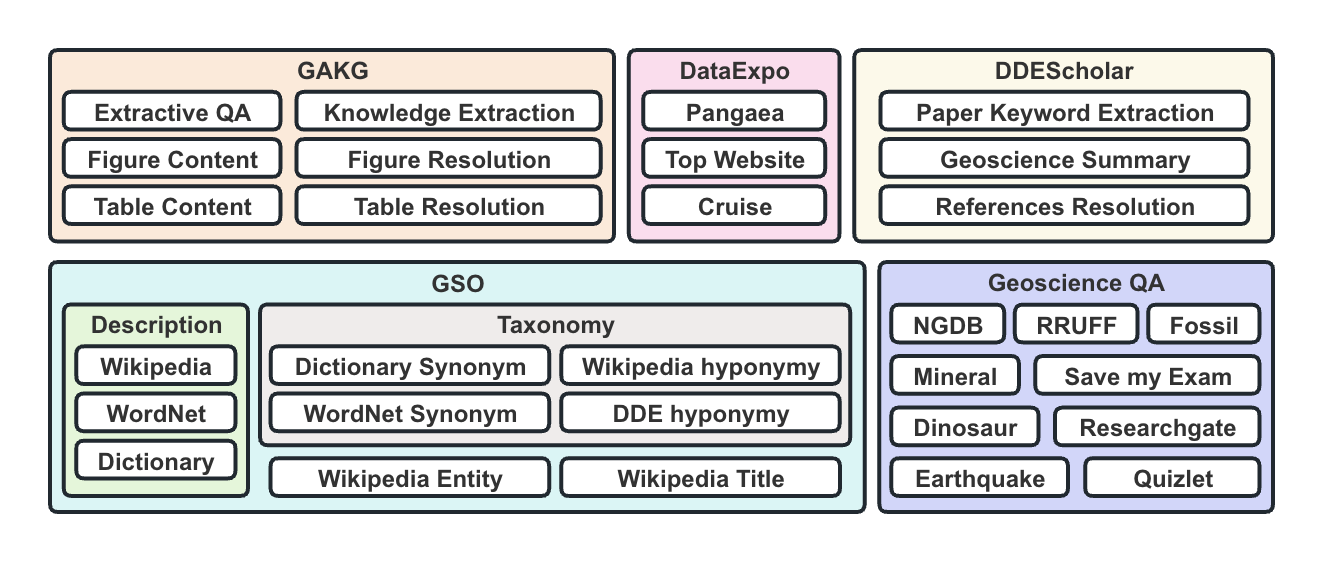 GAKG
Extractive QA
Knowledge Extraction
Figure Content
Figure Resolution
Table Content
Table Resolution
DataExpo
Pangaea
Top Website
Cruise
DDEScholar
Paper Keyword Extraction
Geoscience Summary
References Resolution
GSO
Description
Wikipedia
WordNet
Dictionary
Taxonomy
Dictionary Synonym
Wikipedia hyponymy
WordNet Synonym
DDE hyponymy
Wikipedia Entity
Wikipedia Title
Geoscience QA
NGDB
RRUFF
Fossil
Mineral
Save my Exam
Dinosaur
Researchgate
Earthquake
Quizlet